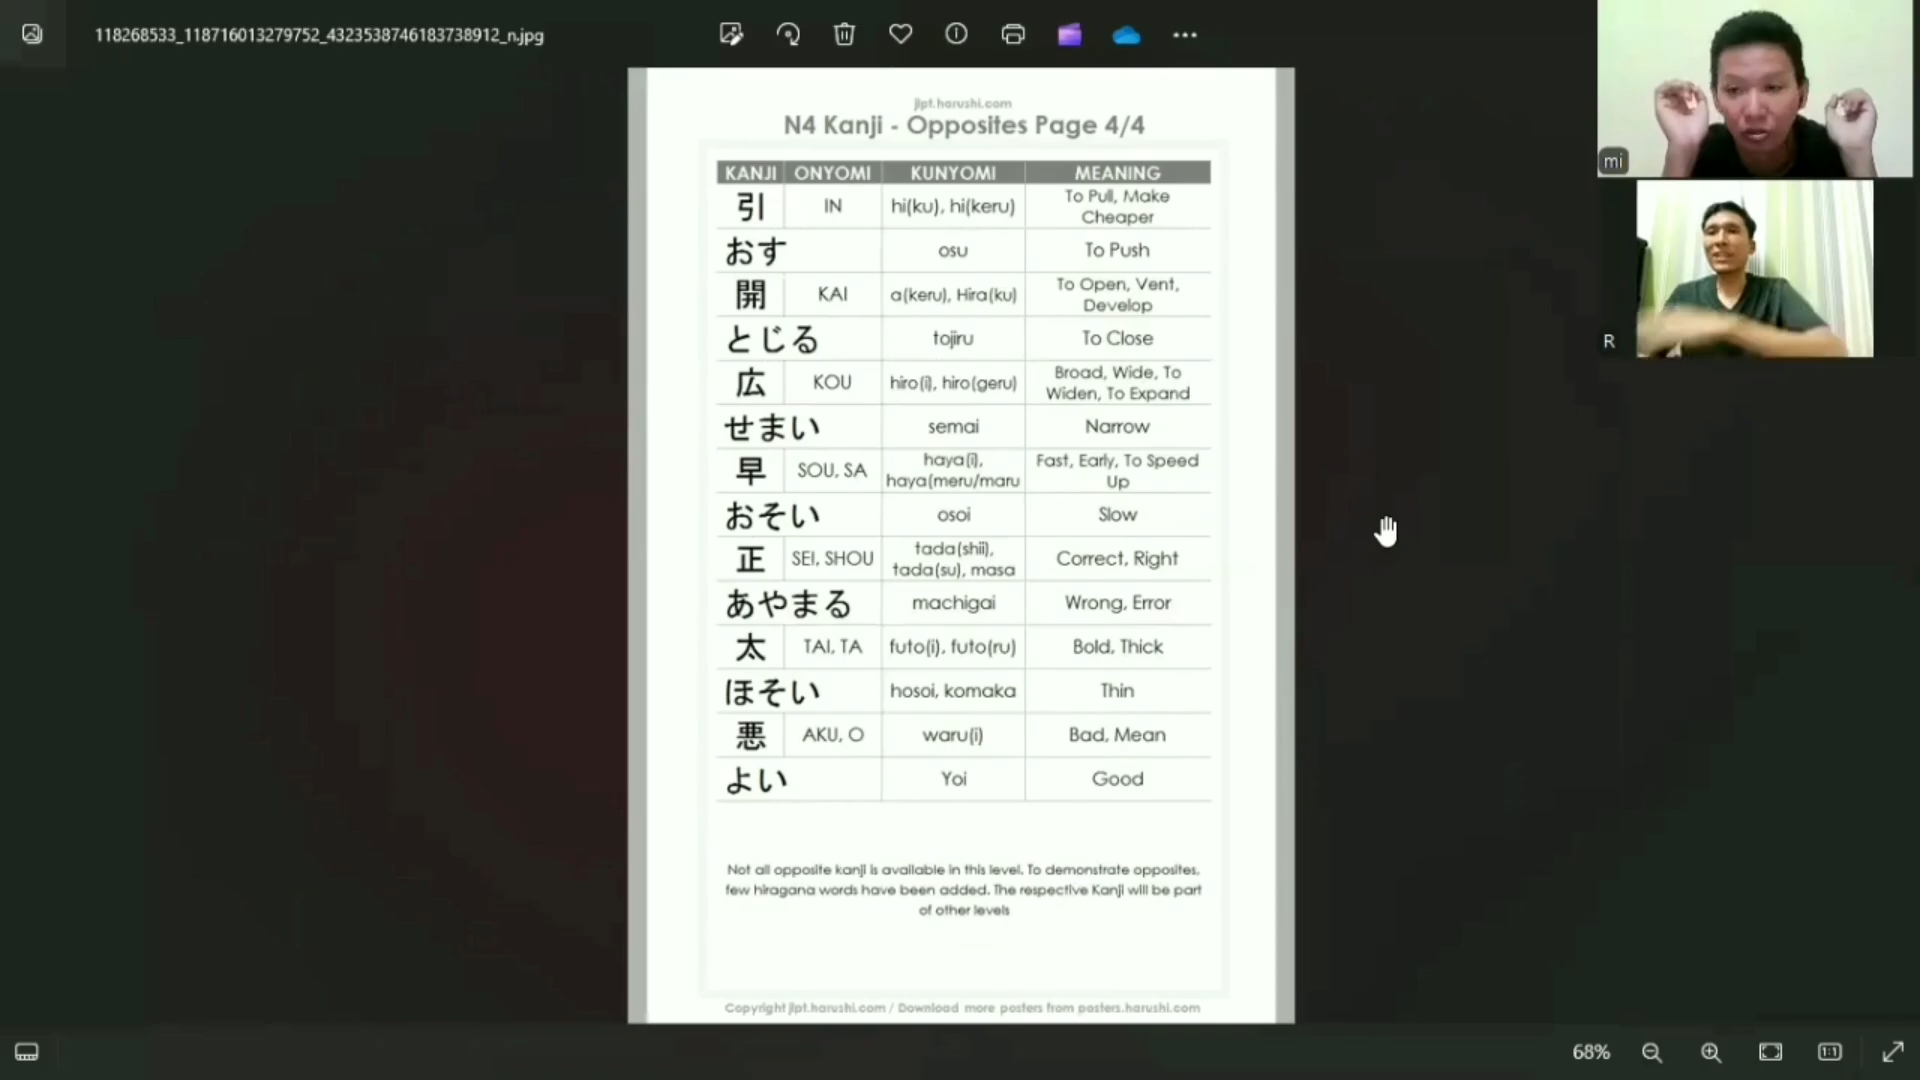 118268533_118716013279752_4323538746183738912_n.jpg
jlpt.harushi.com
N4 Kanji - Opposites Page 4/4
KANJI ONYOMI KUNYOMI MEANING
引 IN hi(ku), hi(keru) To Pull, Make Cheaper
おす osu To Push
開 KAI a(keru), Hira(ku) To Open, Vent, Develop
とじる tojiru To Close
広 KOU hiro(i), hiro(geru) Broad, Wide, To Widen, To Expand
せまい semai Narrow
早 SOU, SA haya(i), haya(meru/maru Fast, Early, To Speed Up
おそい osoi Slow
正 SEI, SHOU tada(shii), tada(su), masa Correct, Right
あやまる machigai Wrong, Error
太 TAI, TA futo(i), futo(ru) Bold, Thick
ほそい hosoi, komaka Thin
悪 AKU, O waru(i) Bad, Mean
よい Yoi Good
Not all opposite kanji is available in this level. To demonstrate opposites,
few hiragana words have been added. The respective Kanji will be part
of other levels
Copyright jlpt.harushi.com / Download more posters from posters.harushi.com
mi
R
68%
1:1